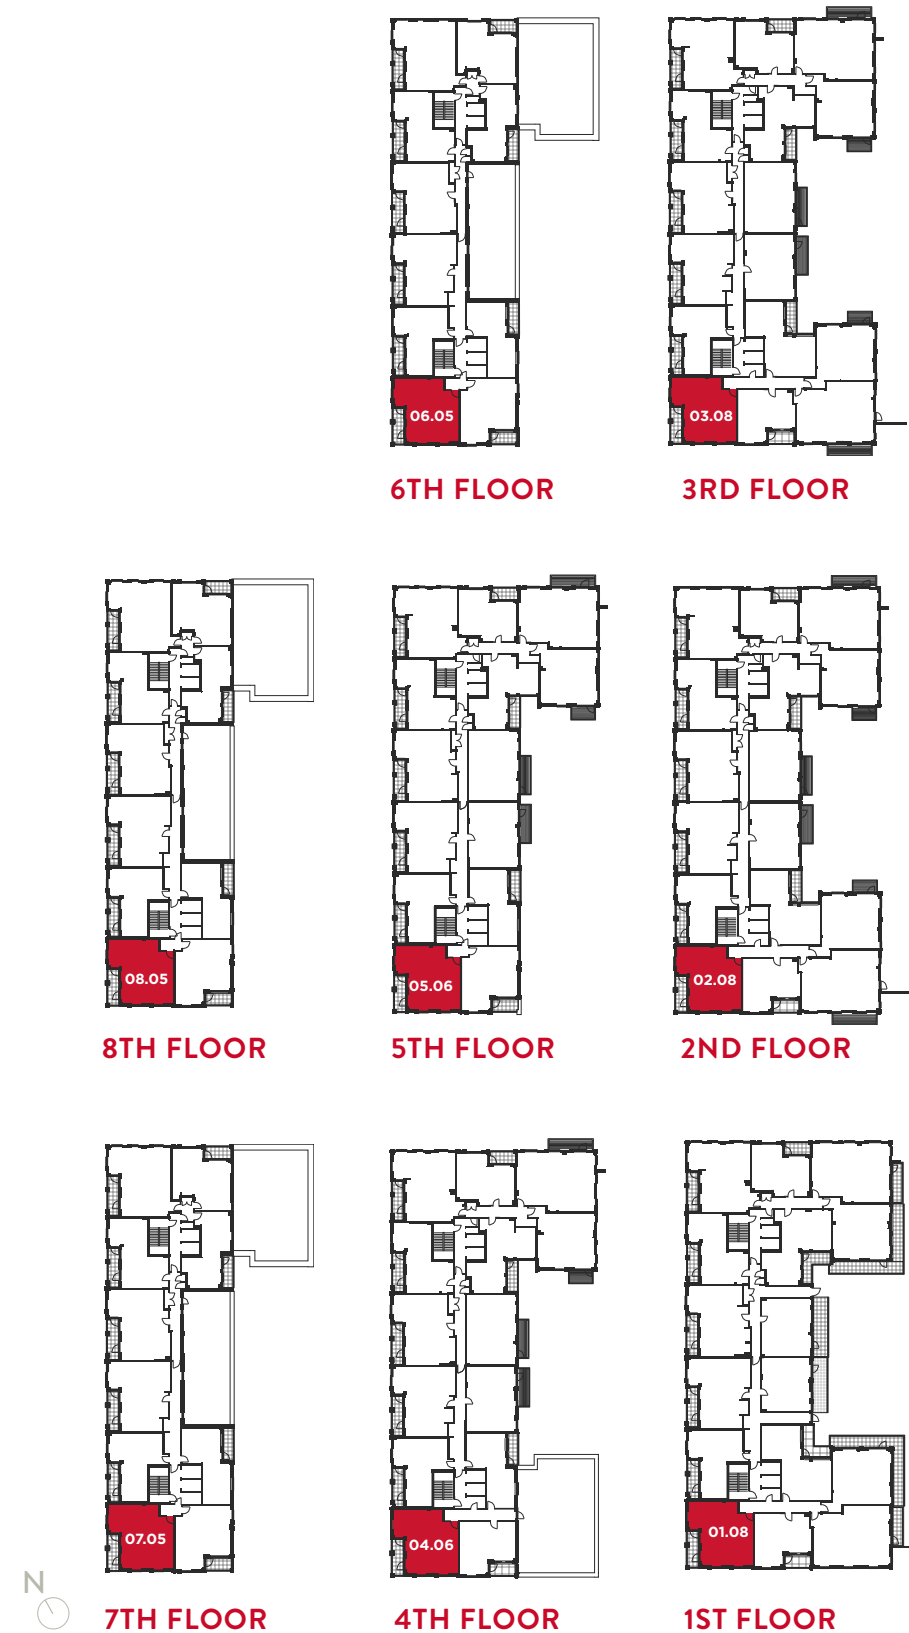 06.05
03.08
6TH FLOOR
3RD FLOOR
08.05
05.06
02.08
8TH FLOOR
5TH FLOOR
2ND FLOOR
07.05
04.06
01.08
N
7TH FLOOR
4TH FLOOR
1ST FLOOR